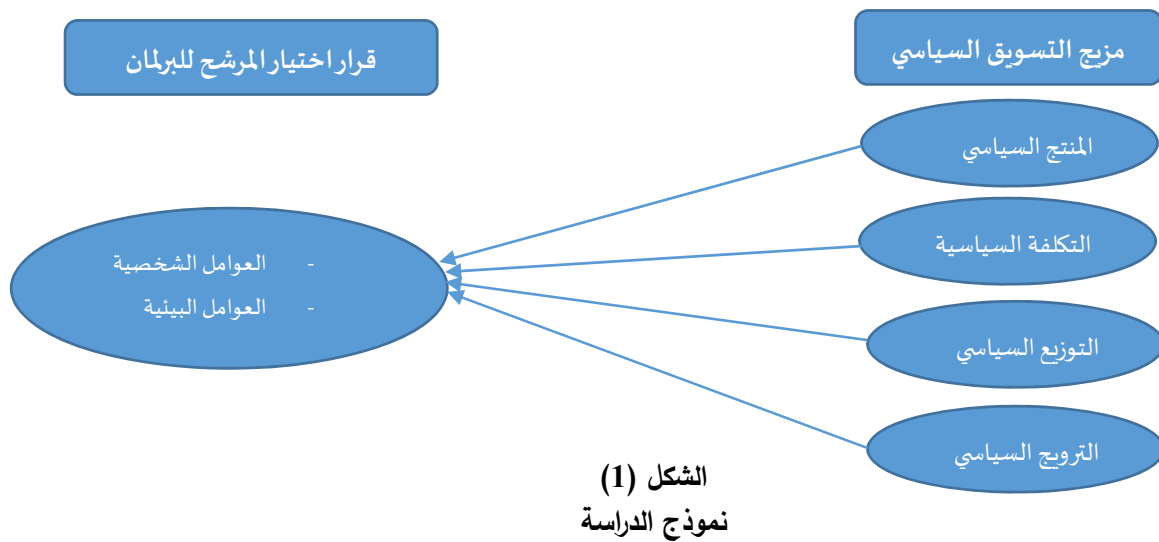 مزيج التسويق السياسي
قرار اختيار المرشح للبرلمان
المنتج السياسي
التكلفة السياسية
التوزيع السياسي
الترويج السياسي
- العوامل الشخصية
- العوامل البيئية
الشكل (1)
نموذج الدراسة